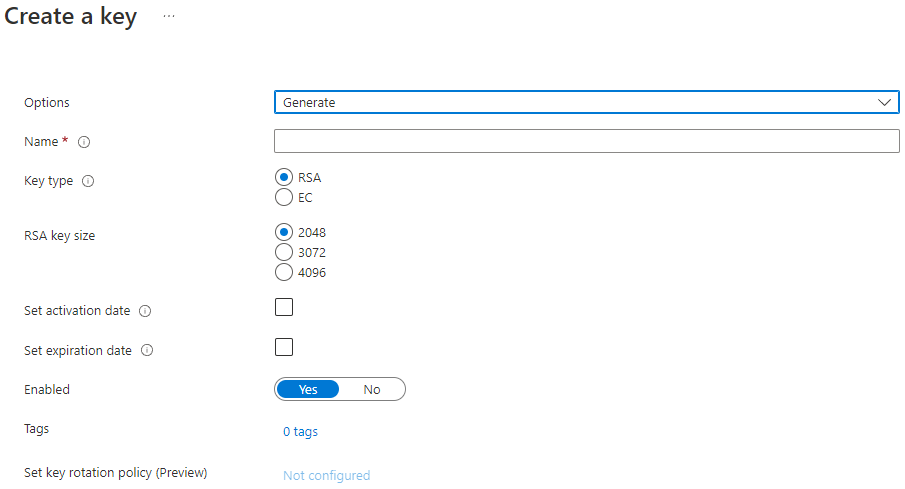 Create a key ...
Options Generate
Name *
Key type RSA
EC
RSA key size 2048
3072
4096
Set activation date
Set expiration date
Enabled Yes No
Tags 0 tags
Set key rotation policy (Preview) Not configured